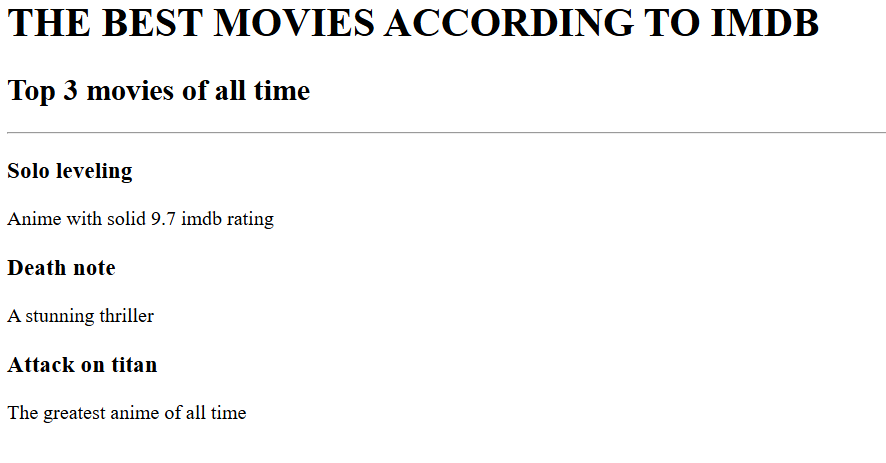 THE BEST MOVIES ACCORDING TO IMDB
Top 3 movies of all time
Solo leveling
Anime with solid 9.7 imdb rating
Death note
A stunning thriller
Attack on titan
The greatest anime of all time